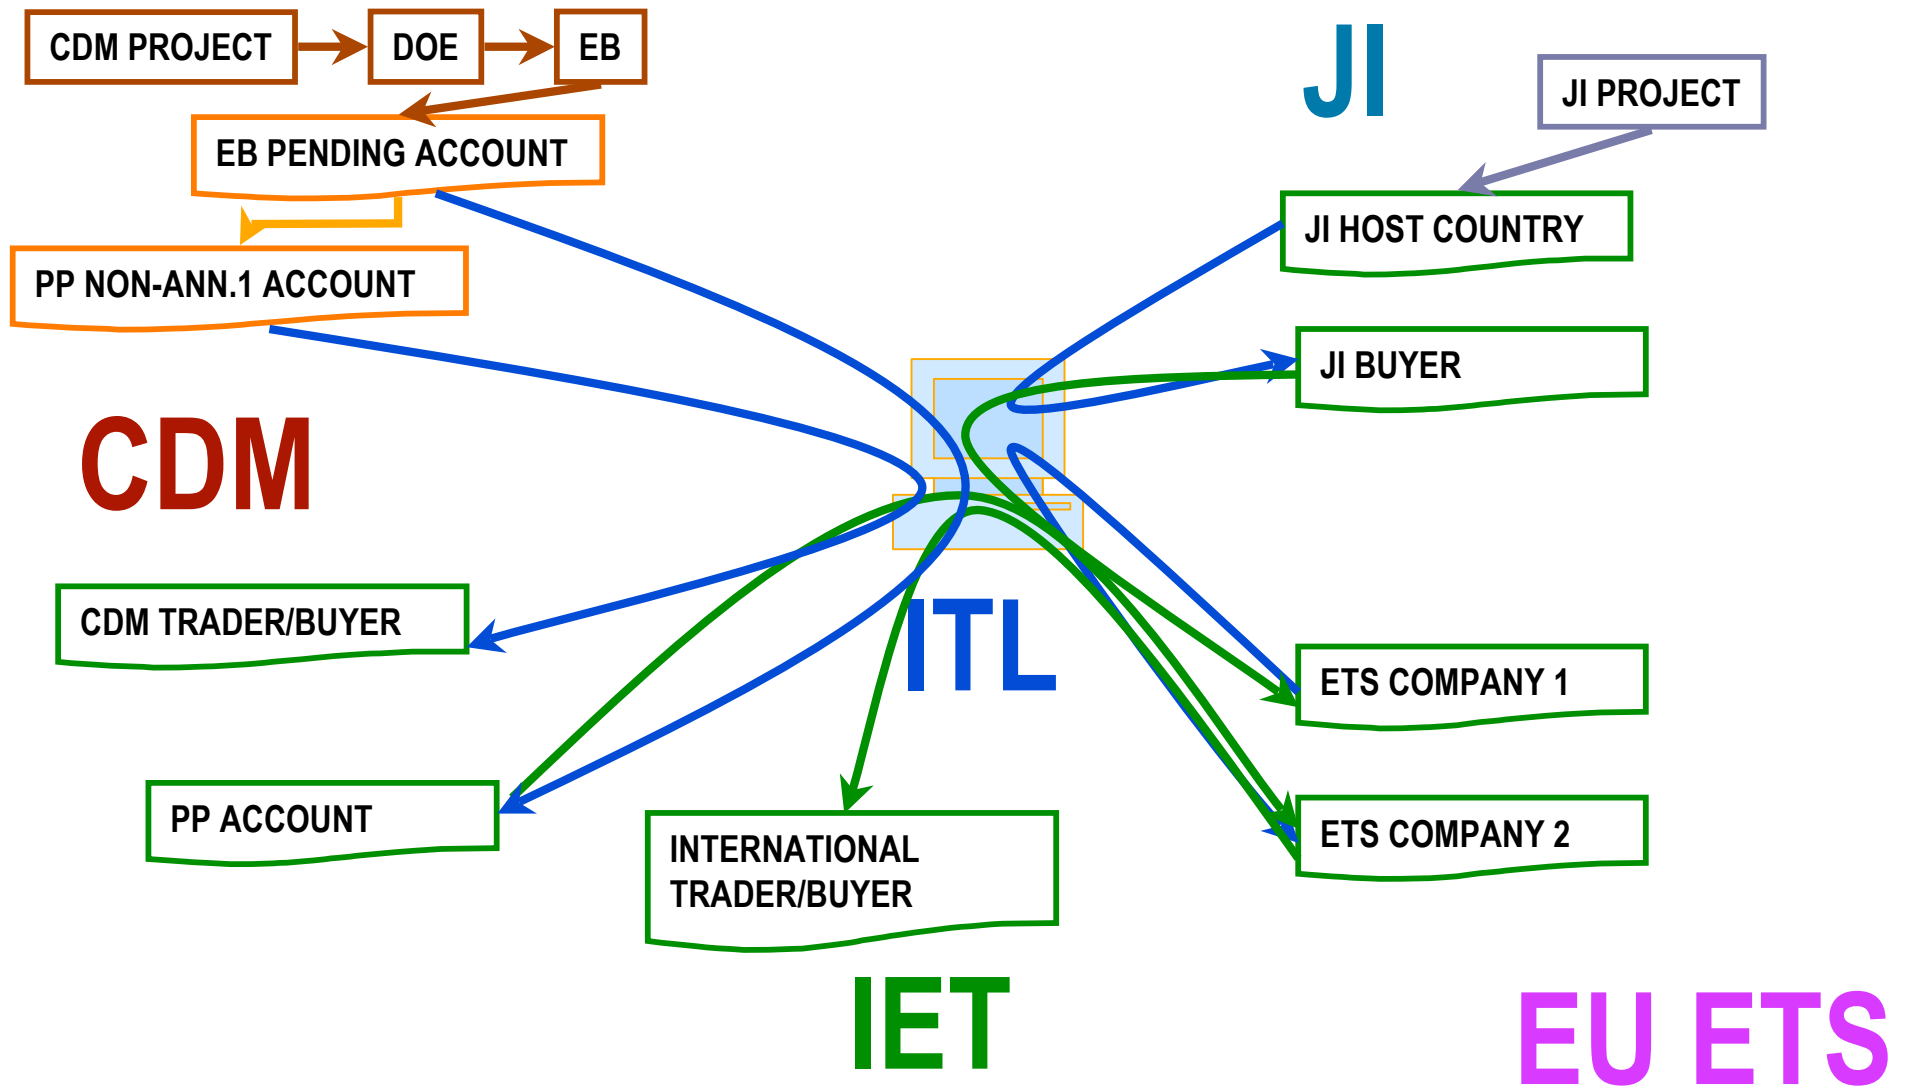 CDM PROJECT
DOE
EB
JI
JI PROJECT
EB PENDING ACCOUNT
JI HOST COUNTRY
PP NON-ANN.1 ACCOUNT
JI BUYER
CDM
CDM TRADER/BUYER
ITL
ETS COMPANY 1
PP ACCOUNT
INTERNATIONAL
TRADER/BUYER
ETS COMPANY 2
IET
EU ETS